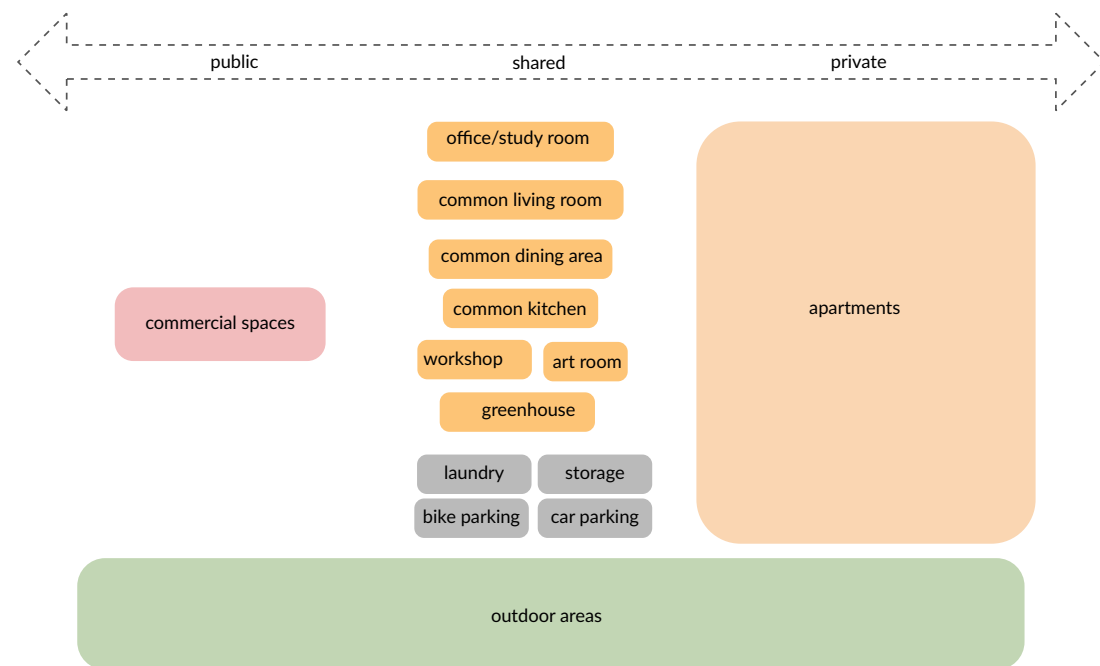 public
shared
private
office/study room
common living room
common dining area
common kitchen
commercial spaces
apartments
workshop
art room
greenhouse
laundry
storage
bike parking
car parking
outdoor areas